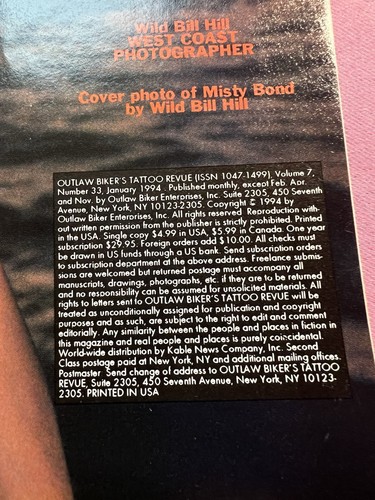 Wild Bill Hill
WEST COAST
PHOTOGRAPHER
Cover photo of Misty Bond
by Wild Bill Hill
OUTLAW BIKER'S TATTOO REVUE (ISSN 1047-1499), Volume 7,
Number 33, January 1994. Published monthly, except Feb. Apr.
and Nov. by Outlaw Biker Enterprises, Inc. Suite 2305, 450 Seventh
Avenue, New York, NY 10123-2305. Copyright © 1994 by
Outlaw Biker Enterprises, Inc. All rights reserved. Reproduction with-
out written permission from the publisher is strictly prohibited. Printed
in the USA. Single copy $4.99 in USA, $5.99 in Canada. One year
subscription $29.95. Foreign orders add $10.00. All checks must
be drawn in US funds through a US bank. Send subscription orders
to subscription department at the above address. Freelance submis-
sions are welcomed but returned postage must accompany all
manuscripts, drawings, photographs, etc. if they are to be returned
and no responsibility can be assumed for unsolicited materials. All
rights to letters sent to OUTLAW BIKER'S TATTOO REVUE will be
treated as unconditionally assigned for publication and copyright
purposes and as such, are subject to the right to edit and comment
editorially. Any similarity between the people and places in fiction in
this magazine and real people and places is purely coincidental.
World-wide distribution by Kable News Company, Inc. Second
Class postage paid at New York, NY and additional mailing offices.
Postmaster Send change of address to OUTLAW BIKER'S TATTOO
REVUE, Suite 2305, 450 Seventh Avenue, New York, NY 10123-
2305. PRINTED IN USA